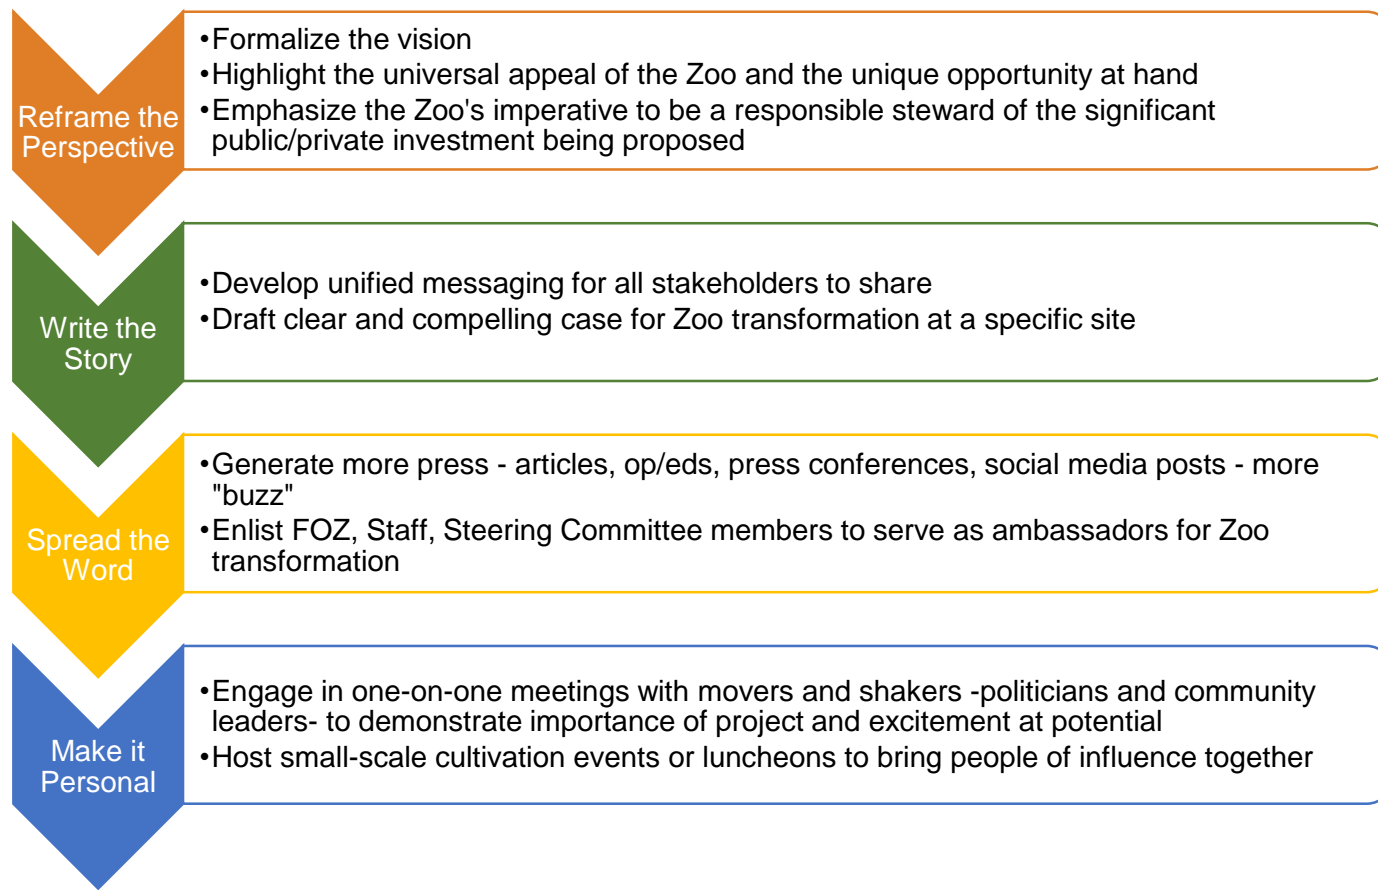 Reframe the
Perspective
•Formalize the vision
•Highlight the universal appeal of the Zoo and the unique opportunity at hand
•Emphasize the Zoo's imperative to be a responsible steward of the significant
public/private investment being proposed
Write the
Story
•Develop unified messaging for all stakeholders to share
•Draft clear and compelling case for Zoo transformation at a specific site
Spread the
Word
•Generate more press - articles, op/eds, press conferences, social media posts - more
"buzz"
•Enlist FOZ, Staff, Steering Committee members to serve as ambassadors for Zoo
transformation
Make it
Personal
•Engage in one-on-one meetings with movers and shakers -politicians and community
leaders- to demonstrate importance of project and excitement at potential
•Host small-scale cultivation events or luncheons to bring people of influence together